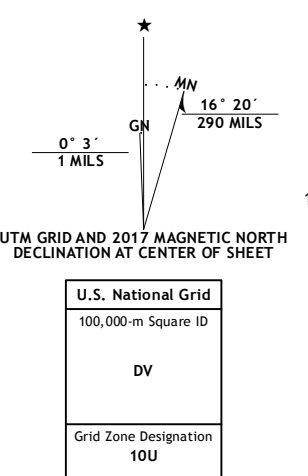 ★
MN
GN
16° 20´
290 MILS
0° 3´
1 MILS
UTM GRID AND 2017 MAGNETIC NORTH
DECLINATION AT CENTER OF SHEET
U.S. National Grid
100,000-m Square ID
DV
Grid Zone Designation
10U